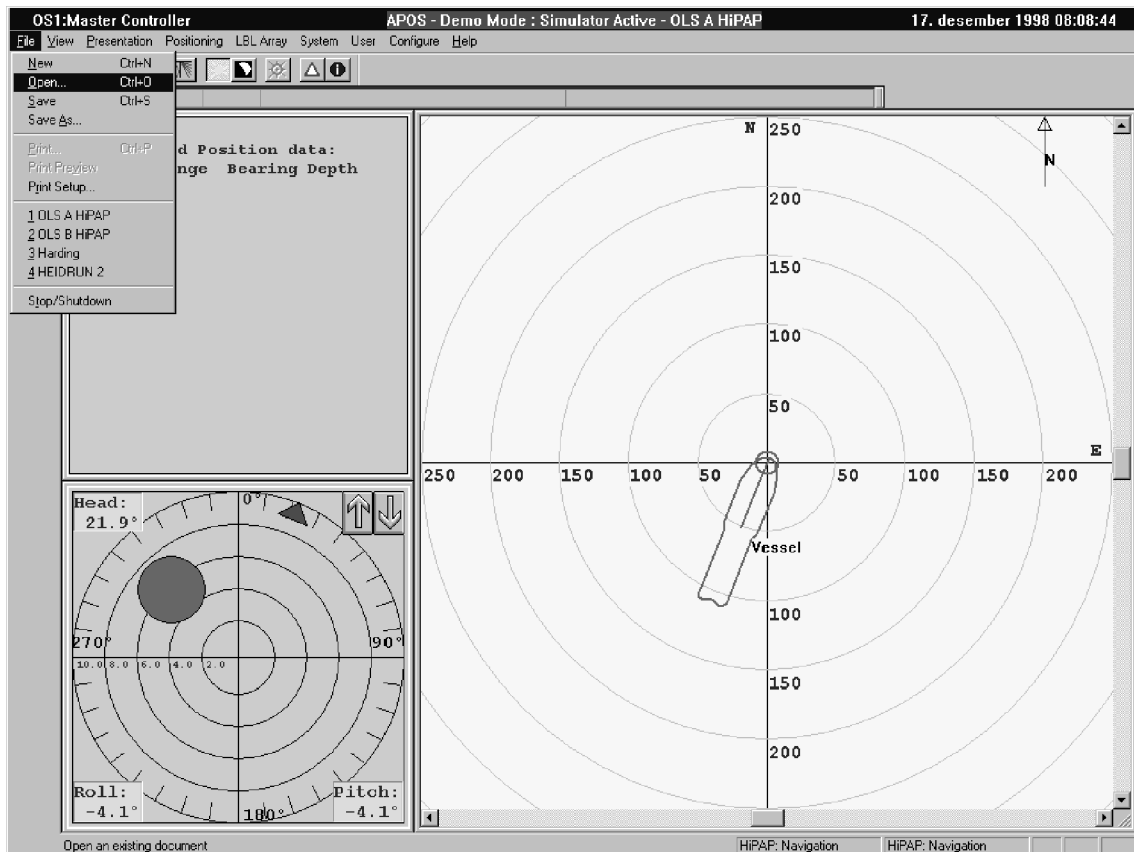 OS1:Master Controller APOS - Demo Mode : Simulator Active - OLS A HiPAP 17. desember 1998 08:08:44
File View Presentation Positioning LBL Array System User Configure Help
New Ctrl+N
Open... Ctrl+O
Save Ctrl+S
Save As...
Print... Ctrl+P
Print Preview
Print Setup...
1 OLS A HiPAP
2 OLS B HiPAP
3 Harding
4 HEIDRUN 2
Stop/Shutdown
d Position data:
nge Bearing Depth
N 250
N
200
150
100
50
E
250 200 150 100 50 50 100 150 200
Vessel
100
150
200
Head:
21.9°
0°
270° 90°
10.0 8.0 6.0 4.0 2.0
Roll:
-4.1°
180°
Pitch:
-4.1°
Open an existing document HiPAP: Navigation HiPAP: Navigation